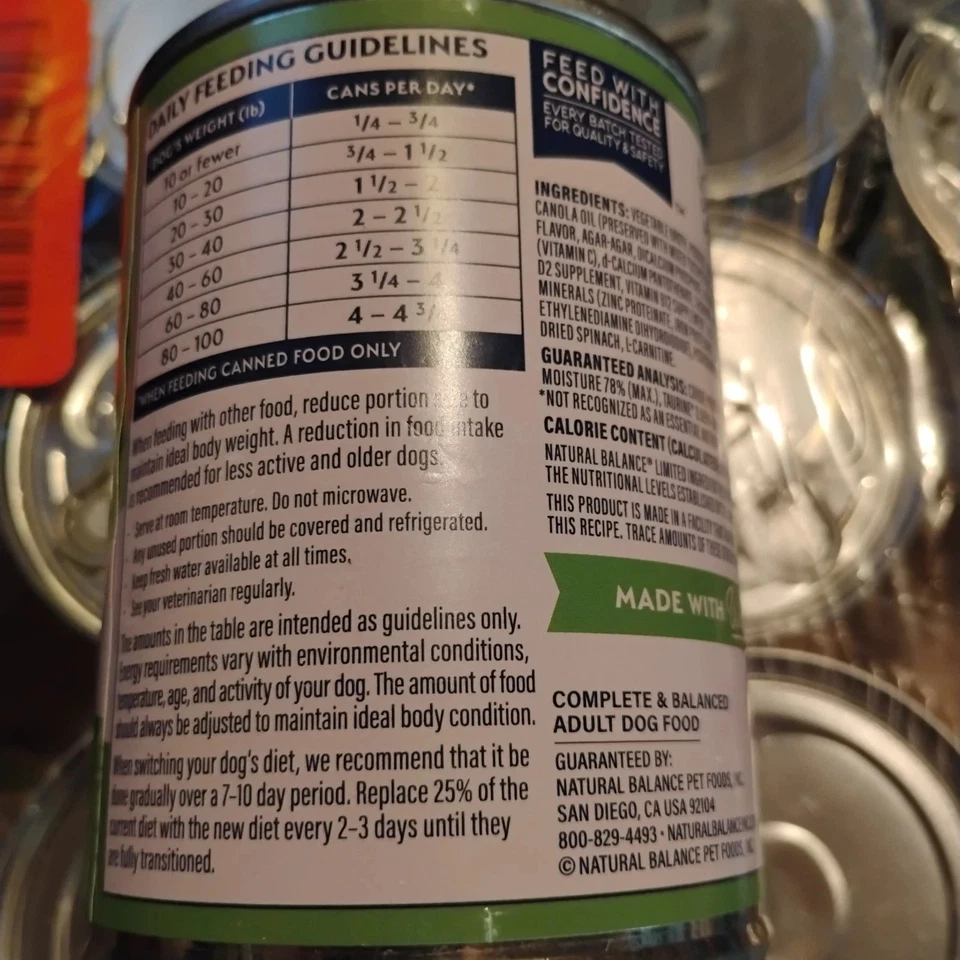 DAILY FEEDING GUIDELINES
DOG'S WEIGHT (lb) CANS PER DAY*
10 or fewer 1/4 – 3/4
10 - 20 3/4 – 1 1/2
20 - 30 1 1/2 – 2
30 - 40 2 – 2 1/2
40 - 60 2 1/2 – 3 1/4
60 - 80 3 1/4 – 4
80 - 100 4 – 4 3/
*WHEN FEEDING CANNED FOOD ONLY
When feeding with other food, reduce portion to
maintain ideal body weight. A reduction in food intake
is recommended for less active and older dogs.
Serve at room temperature. Do not microwave.
Any unused portion should be covered and refrigerated.
Keep fresh water available at all times.
See your veterinarian regularly.
The amounts in the table are intended as guidelines only.
Energy requirements vary with environmental conditions,
temperature, age, and activity of your dog. The amount of food
should always be adjusted to maintain ideal body condition.
When switching your dog's diet, we recommend that it be
done gradually over a 7-10 day period. Replace 25% of the
current diet with the new diet every 2-3 days until they
are fully transitioned.
FEED WITH
CONFIDENCE
EVERY BATCH TESTED
FOR QUALITY & SAFETY
™
INGREDIENTS: VEGETABLE
CANOLA OIL (PRESERVED WITH
FLAVOR, AGAR-AGAR, DICALCIUM
(VITAMIN C), d-CALCIUM
D2 SUPPLEMENT, VITAMIN B12
MINERALS (ZINC PROTEINATE,
ETHYLENEDIAMINE
DRIED SPINACH, L-CARNITINE.
GUARANTEED ANALYSIS:
MOISTURE 78% (MAX.), TAURINE*
*NOT RECOGNIZED AS AN ESSENTIAL
CALORIE CONTENT
NATURAL BALANCE® LIMITED
THE NUTRITIONAL LEVELS ESTABLISHED
THIS PRODUCT IS MADE IN A FACILITY
THIS RECIPE. TRACE AMOUNTS OF
MADE WITH
COMPLETE & BALANCED
ADULT DOG FOOD
GUARANTEED BY:
NATURAL BALANCE PET FOODS,
SAN DIEGO, CA USA 92104
800-829-4493 •
© NATURAL BALANCE PET FOODS,